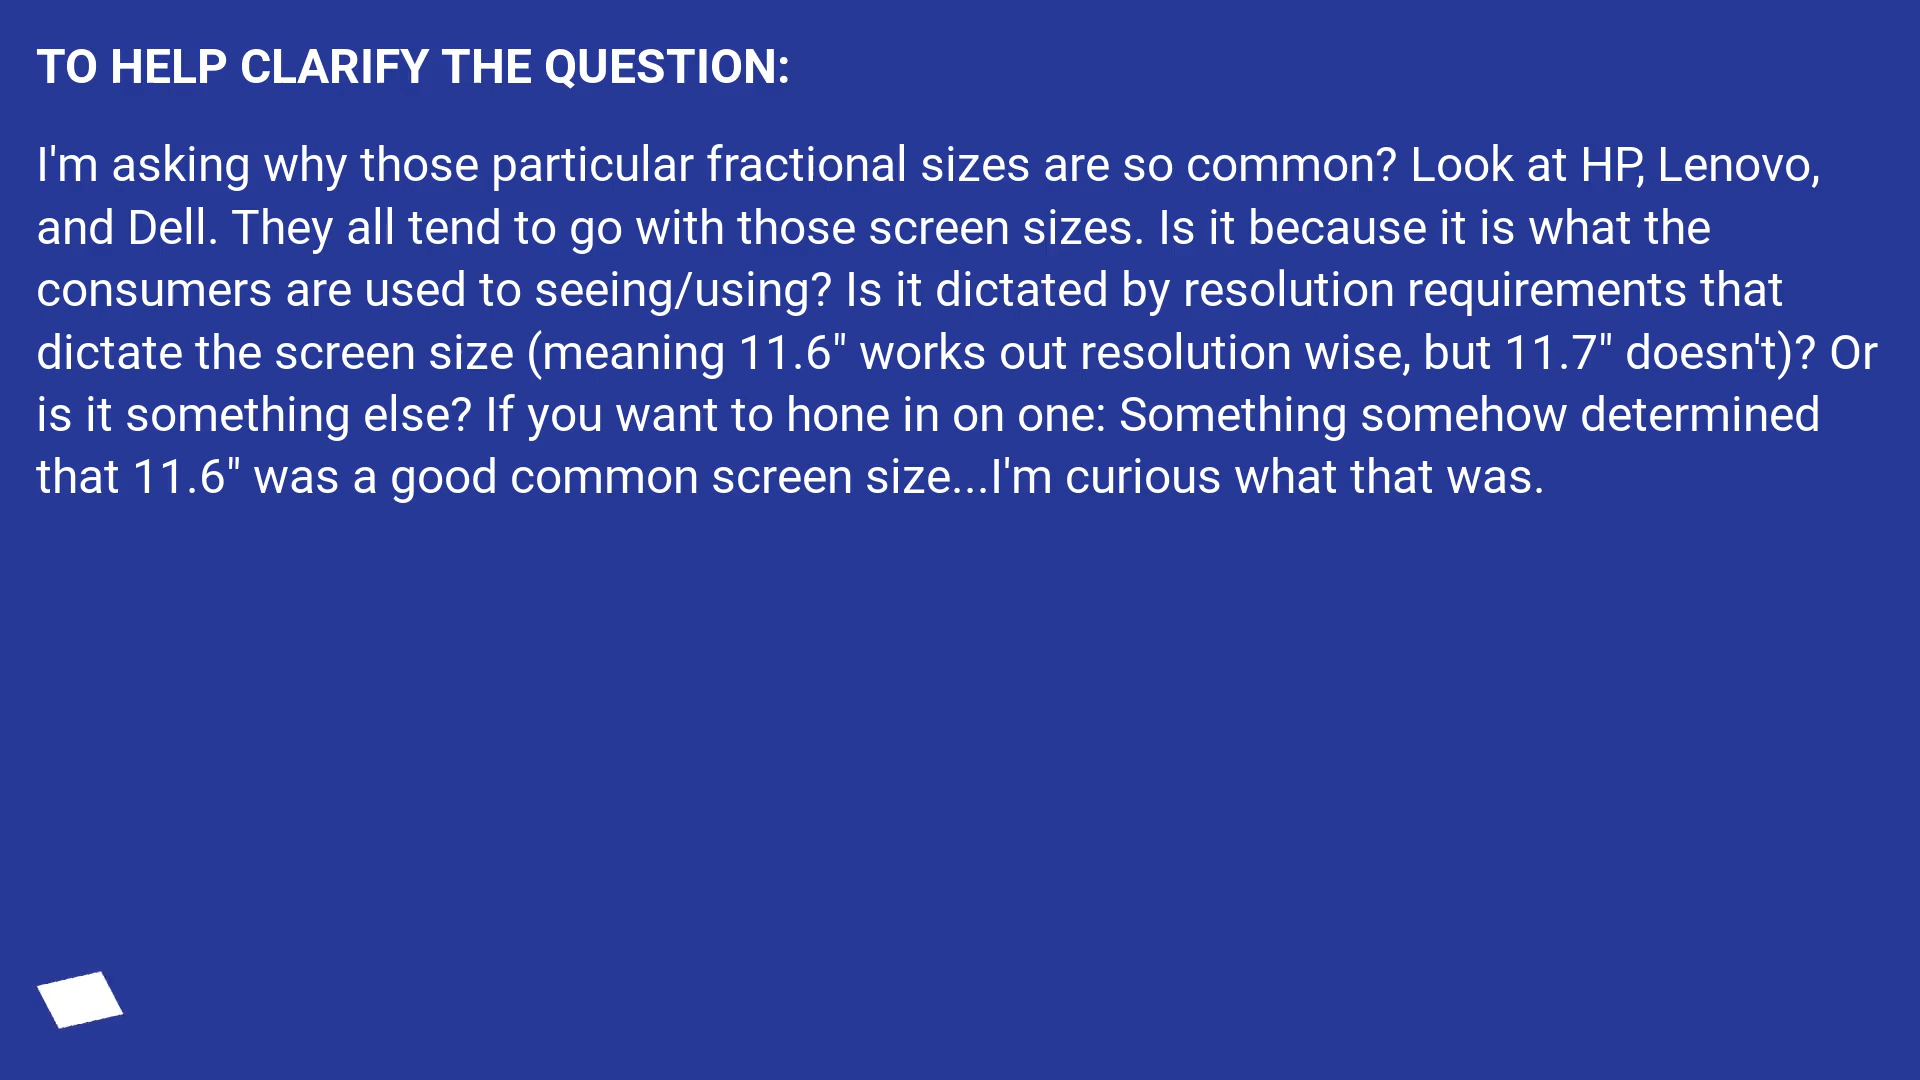 TO HELP CLARIFY THE QUESTION:
I'm asking why those particular fractional sizes are so common? Look at HP, Lenovo,
and Dell. They all tend to go with those screen sizes. Is it because it is what the
consumers are used to seeing/using? Is it dictated by resolution requirements that
dictate the screen size (meaning 11.6" works out resolution wise, but 11.7" doesn't)? Or
is it something else? If you want to hone in on one: Something somehow determined
that 11.6" was a good common screen size...I'm curious what that was.